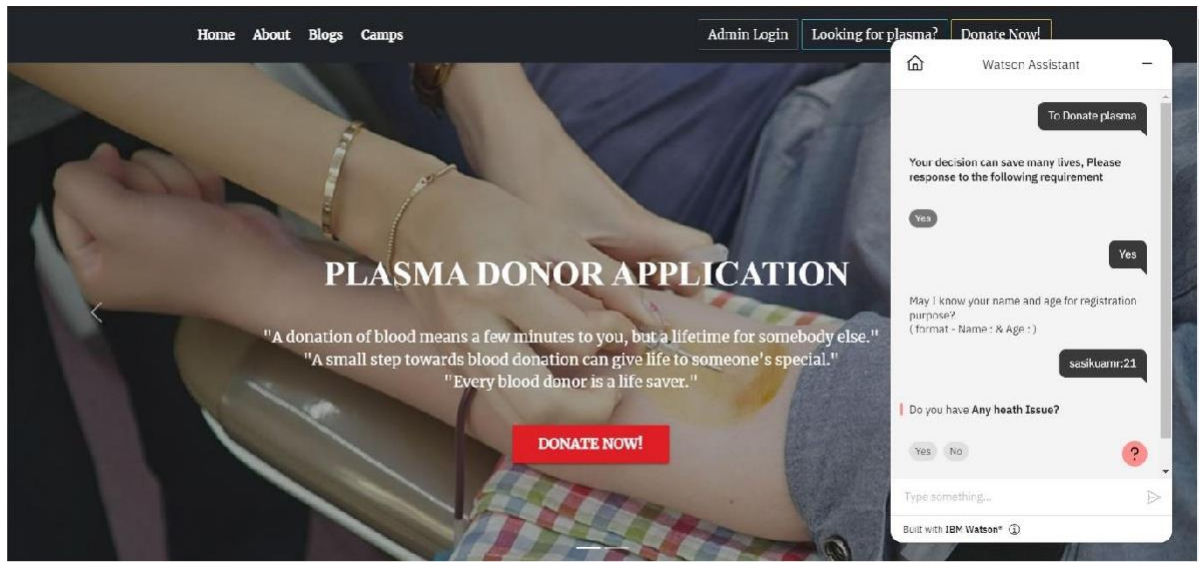 Home About Blogs Camps
Admin Login Looking for plasma? Donate Now!
PLASMA DONOR APPLICATION
"A donation of blood means a few minutes to you, but a lifetime for somebody else."
"A small step towards blood donation can give life to someone's special."
"Every blood donor is a life saver."
DONATE NOW!
Watson Assistant
To Donate plasma
Your decision can save many lives, Please
response to the following requirement
Yes
Yes
May I know your name and age for registration
purpose?
( format - Name : & Age : )
sasikuamr:21
Do you have Any heath Issue?
Yes No
?
Type something...
Built with IBM Watson®